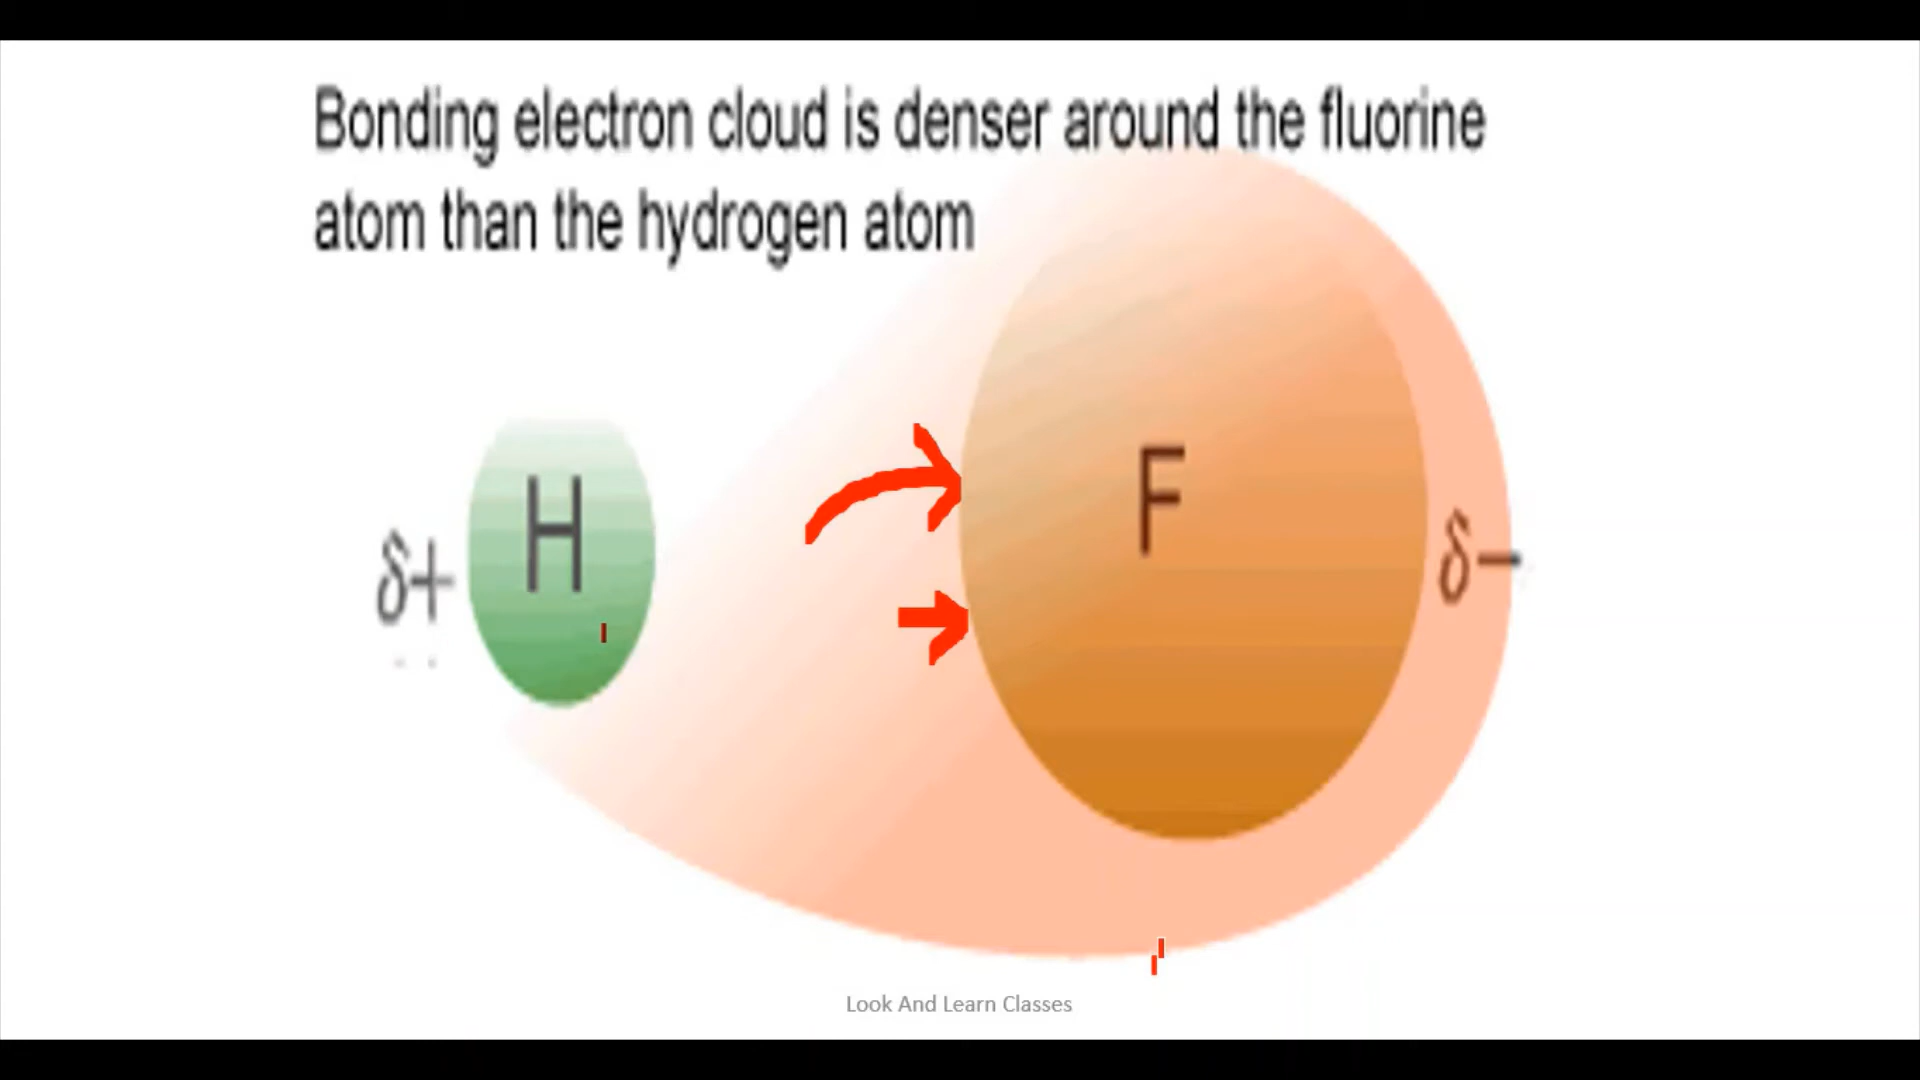 Bonding electron cloud is denser around the fluorine
atom than the hydrogen atom
H
F
δ+
δ−
Look And Learn Classes